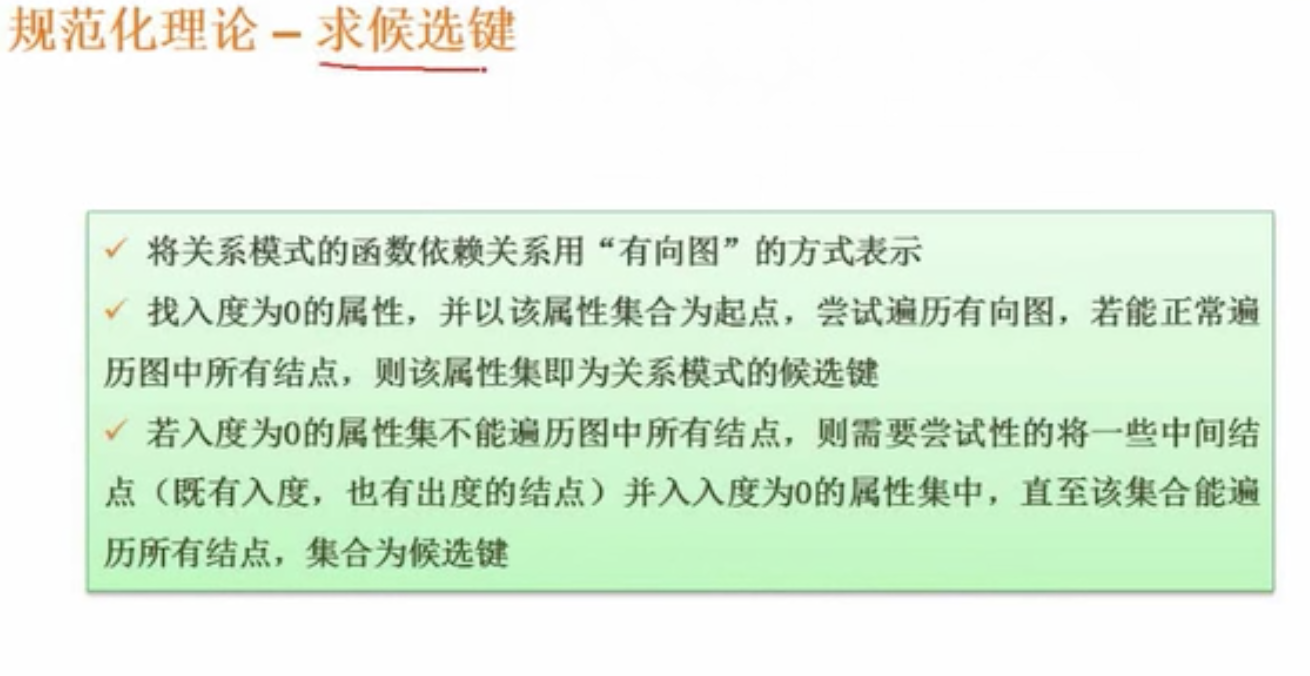 规范化理论 – 求候选键
✓ 将关系模式的函数依赖关系用“有向图”的方式表示
✓ 找入度为0的属性，并以该属性集合为起点，尝试遍历有向图，若能正常遍
历图中所有结点，则该属性集即为关系模式的候选键
✓ 若入度为0的属性集不能遍历图中所有结点，则需要尝试性的将一些中间结
点（既有入度，也有出度的结点）并入入度为0的属性集中，直至该集合能遍
历所有结点，集合为候选键